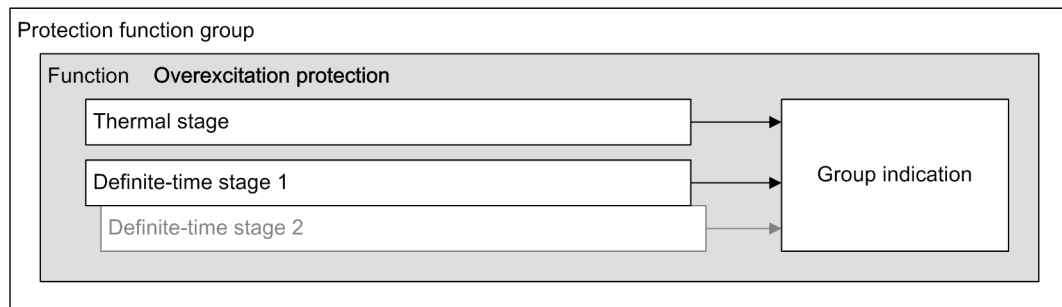 Protection function group
Function Overexcitation protection
Thermal stage
Definite-time stage 1
Group indication
Definite-time stage 2